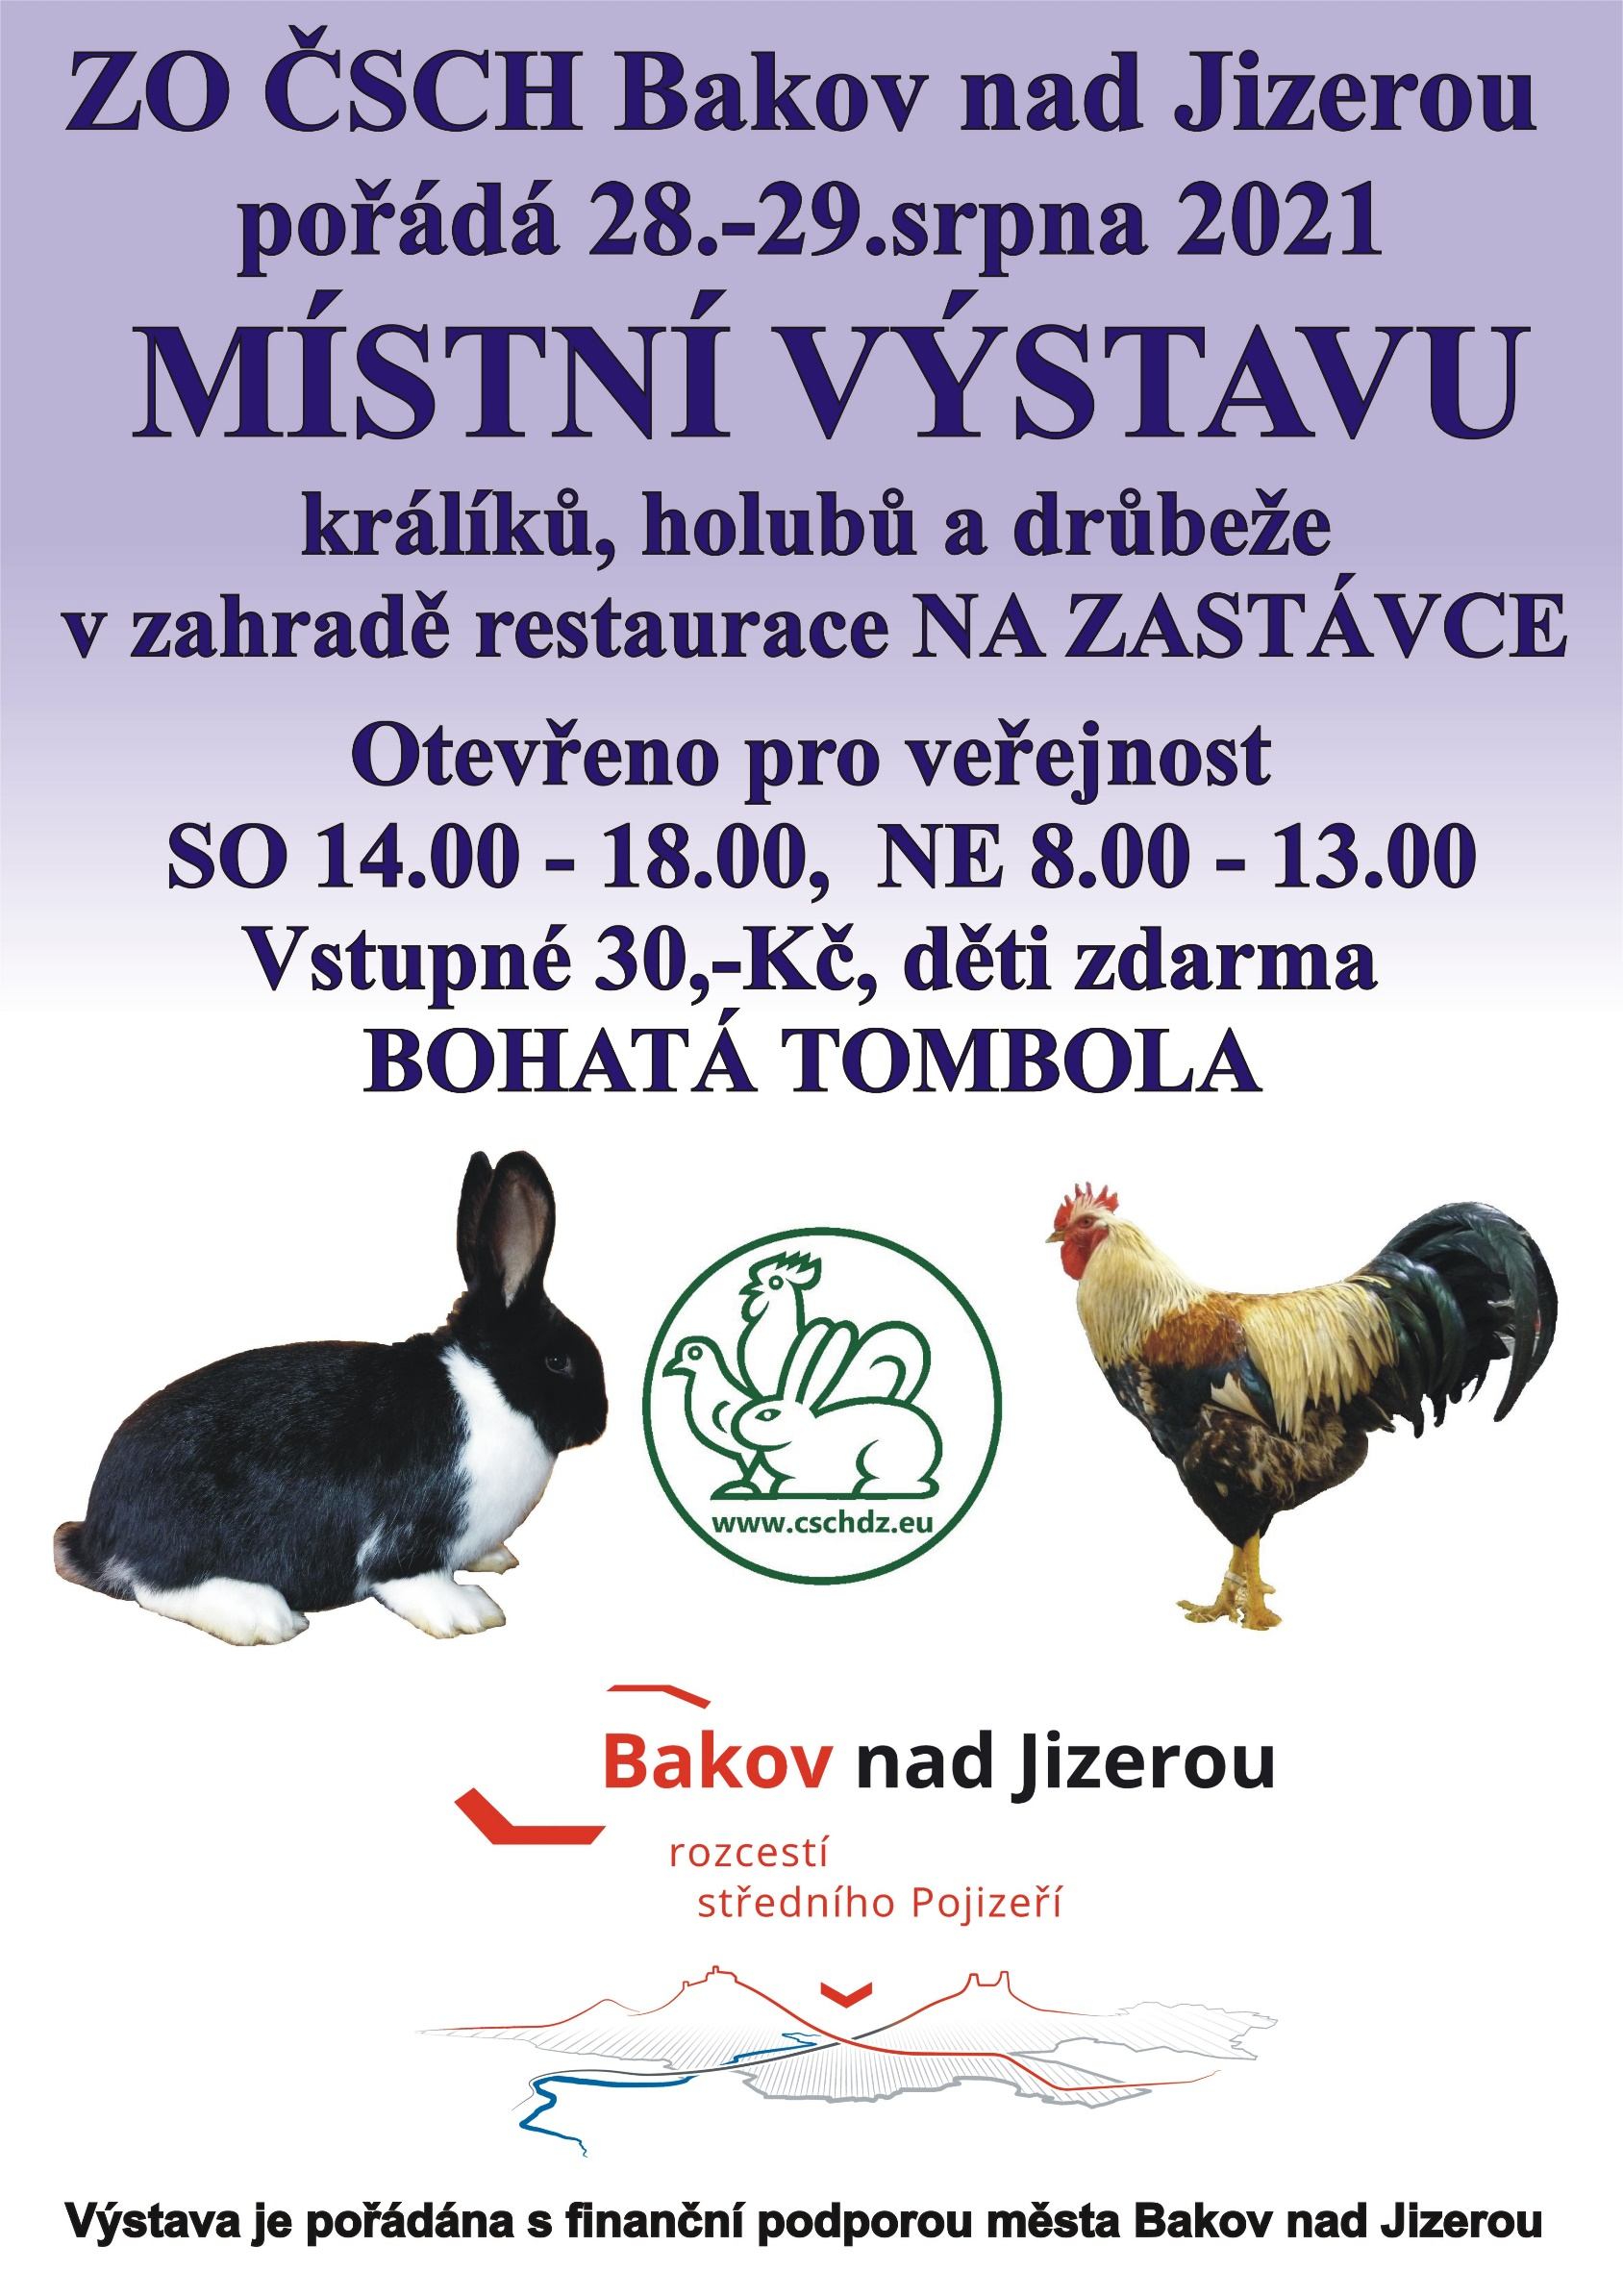 ZO ČSCH Bakov nad Jizerou
pořádá 28.-29.srpna 2021
MÍSTNÍ VÝSTAVU
králíků, holubů a drůbeže
v zahradě restaurace NA ZASTÁVCE
Otevřeno pro veřejnost
SO 14.00 - 18.00, NE 8.00 - 13.00
Vstupné 30,-Kč, děti zdarma
BOHATÁ TOMBOLA
www.cschdz.eu
Bakov nad Jizerou
rozcestí
středního Pojizeří
Výstava je pořádána s finanční podporou města Bakov nad Jizerou